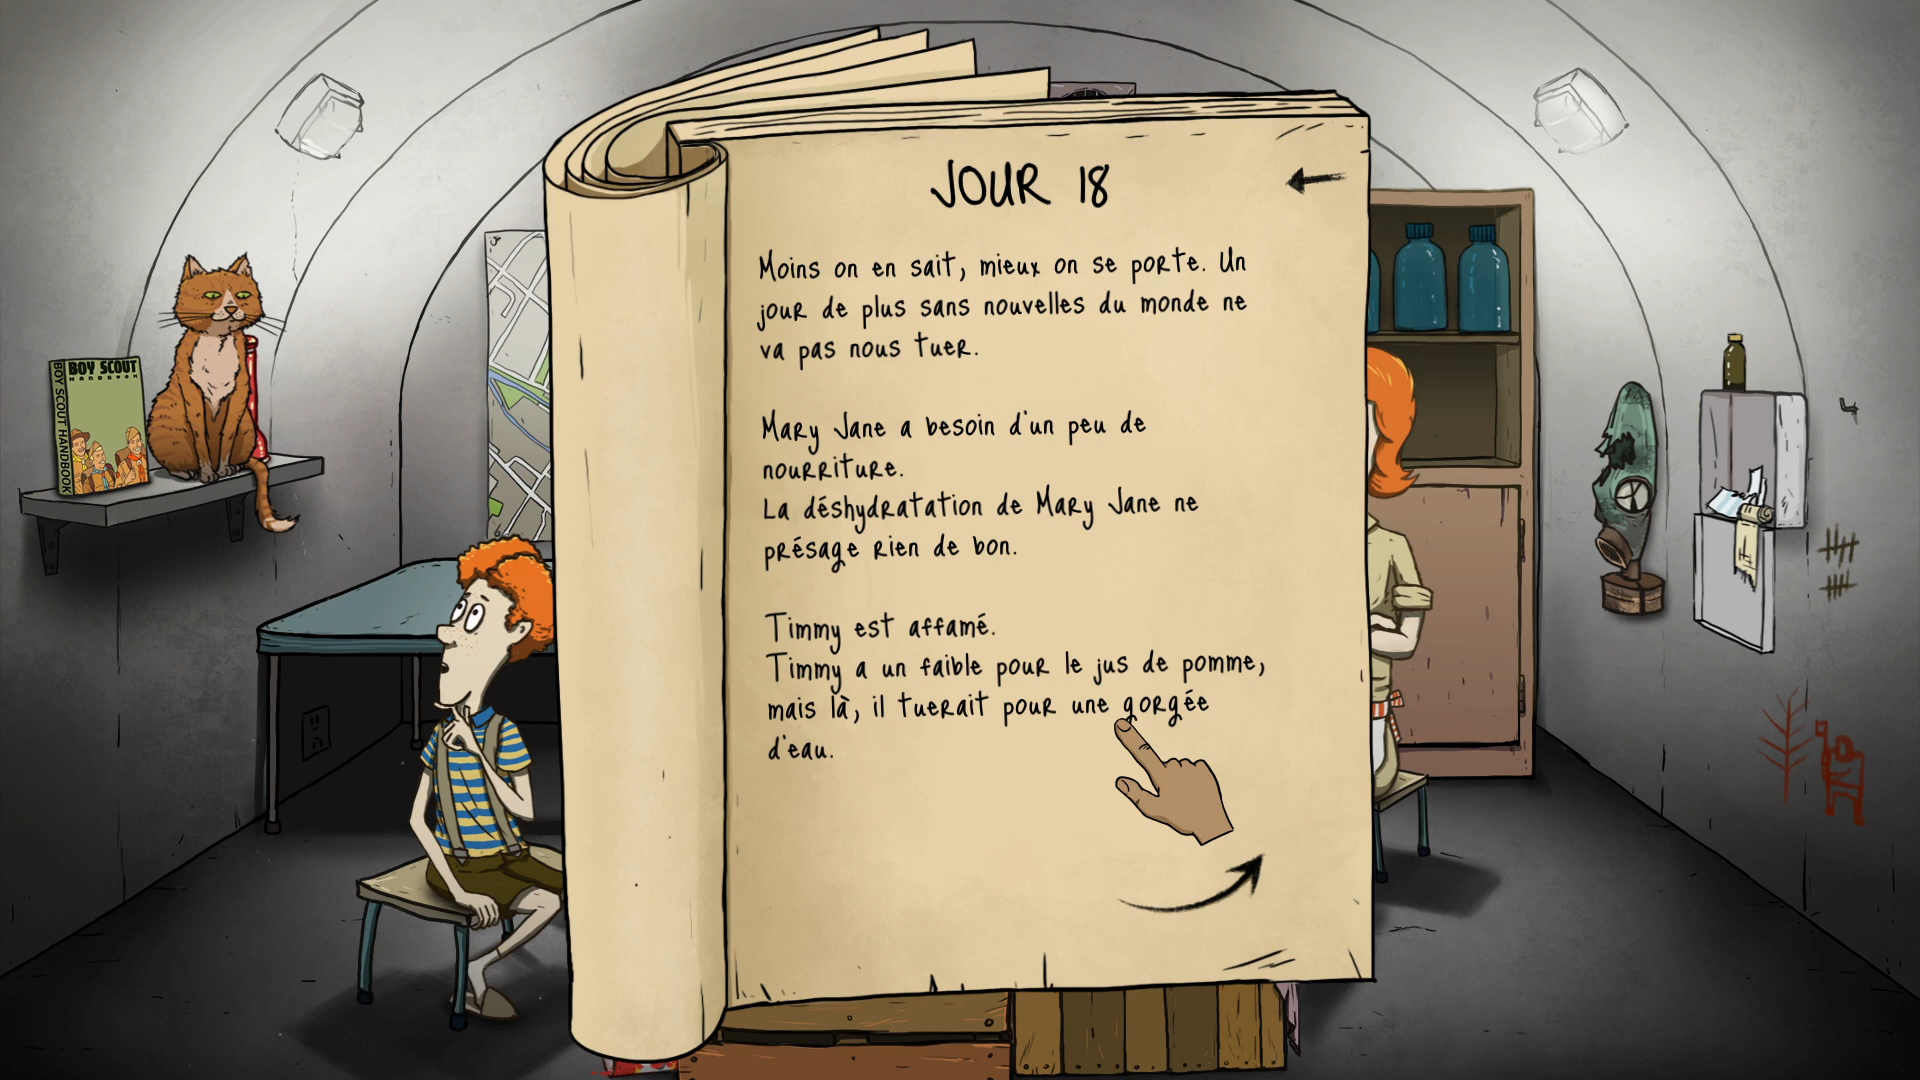 JOUR 18
Moins on en sait, mieux on se porte. Un
jour de plus sans nouvelles du monde ne
va pas nous tuer.
Mary Jane a besoin d'un peu de
nourriture.
La déshydratation de Mary Jane ne
présage rien de bon.
Timmy est affamé.
Timmy a un faible pour le jus de pomme,
mais là, il tuerait pour une gorgée
d'eau.
BOY SCOUT
HANDBOOK
BOY SCOUT HANDBOOK